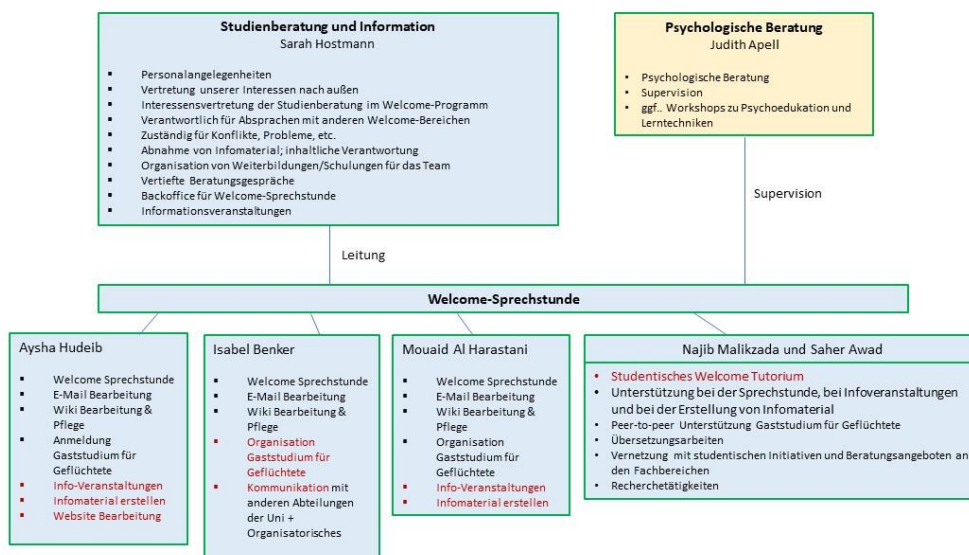 Studienberatung und Information
Sarah Hostmann
Personalangelegenheiten
Vertretung unserer Interessen nach außen
Interessensvertretung der Studienberatung im Welcome-Programm
Verantwortlich für Absprachen mit anderen Welcome-Bereichen
Zuständig für Konflikte, Probleme, etc.
Abnahme von Infomaterial; inhaltliche Verantwortung
Organisation von Weiterbildungen/Schulungen für das Team
Vertiefte Beratungsgespräche
Backoffice für Welcome-Sprechstunde
Informationsveranstaltungen
Psychologische Beratung
Judith Apell
Psychologische Beratung
Supervision
ggf.. Workshops zu Psychoedukation und
Lerntechniken
Leitung
Supervision
Welcome-Sprechstunde
Aysha Hudeib
Welcome Sprechstunde
E-Mail Bearbeitung
Wiki Bearbeitung &
Pflege
Anmeldung
Gaststudium für
Geflüchtete
Info-Veranstaltungen
Infomaterial erstellen
Website Bearbeitung
Isabel Benker
Welcome Sprechstunde
E-Mail Bearbeitung
Wiki Bearbeitung &
Pflege
Organisation
Gaststudium für
Geflüchtete
Kommunikation mit
anderen Abteilungen
der Uni +
Organisatorisches
Mouaid Al Harastani
Welcome Sprechstunde
E-Mail Bearbeitung
Wiki Bearbeitung &
Pflege
Organisation
Gaststudium für
Geflüchtete
Info-Veranstaltungen
Infomaterial erstellen
Najib Malikzada und Saher Awad
Studentisches Welcome Tutorium
Unterstützung bei der Sprechstunde, bei Infoveranstaltungen
und bei der Erstellung von Infomaterial
Peer-to-peer Unterstützung Gaststudium für Geflüchtete
Übersetzungsarbeiten
Vernetzung mit studentischen Initiativen und Beratungsangeboten an
den Fachbereichen
Recherchetätigkeiten